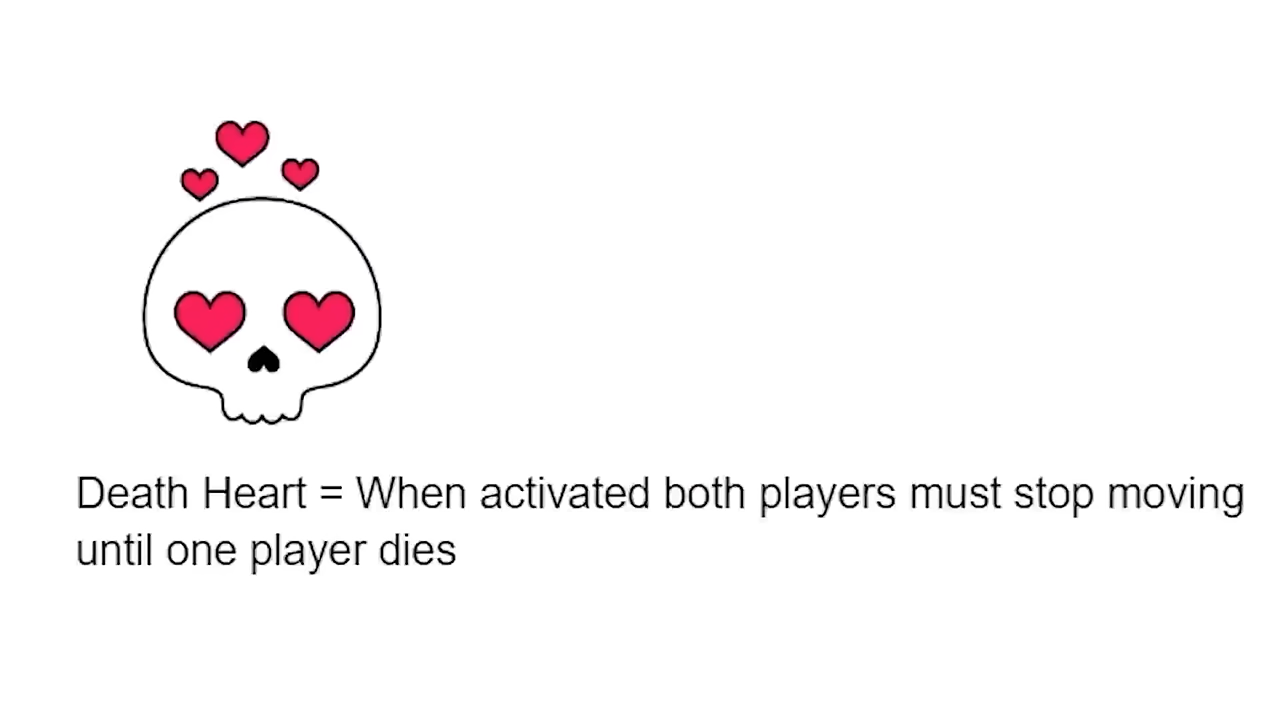 Death Heart = When activated both players must stop moving
until one player dies